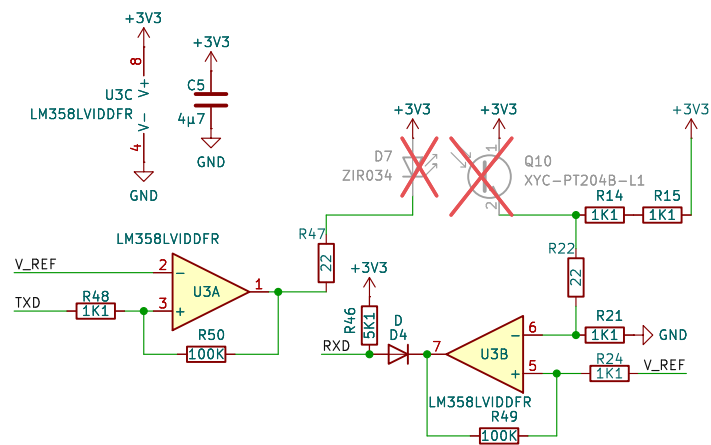 +3V3
8
+3V3
U3C
V+
C5
LM358LVIDDFR
V-
4µ7
4
GND
GND
+3V3
+3V3
+3V3
D7
ZIR034
1
Q10
XYC-PT204B-L1
2
R14
R15
1K1
1K1
LM358LVIDDFR
R47
22
R22
22
V_REF
2
−
U3A
1
TXD
R48
1K1
3
+
R50
100K
+3V3
R46
5K1
D
D4
RXD
7
U3B
−
6
R21
1K1
GND
+
5
R24
1K1
V_REF
LM358LVIDDFR
R49
100K